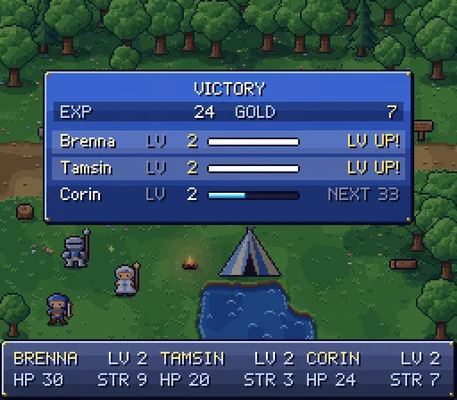 VICTORY
EXP 24 GOLD 7
Brenna LV 2 LV UP!
Tamsin LV 2 LV UP!
Corin LV 2 NEXT 33
BRENNA LV 2 TAMSIN LV 2 CORIN LV 2
HP 30 STR 9 HP 20 STR 3 HP 24 STR 7